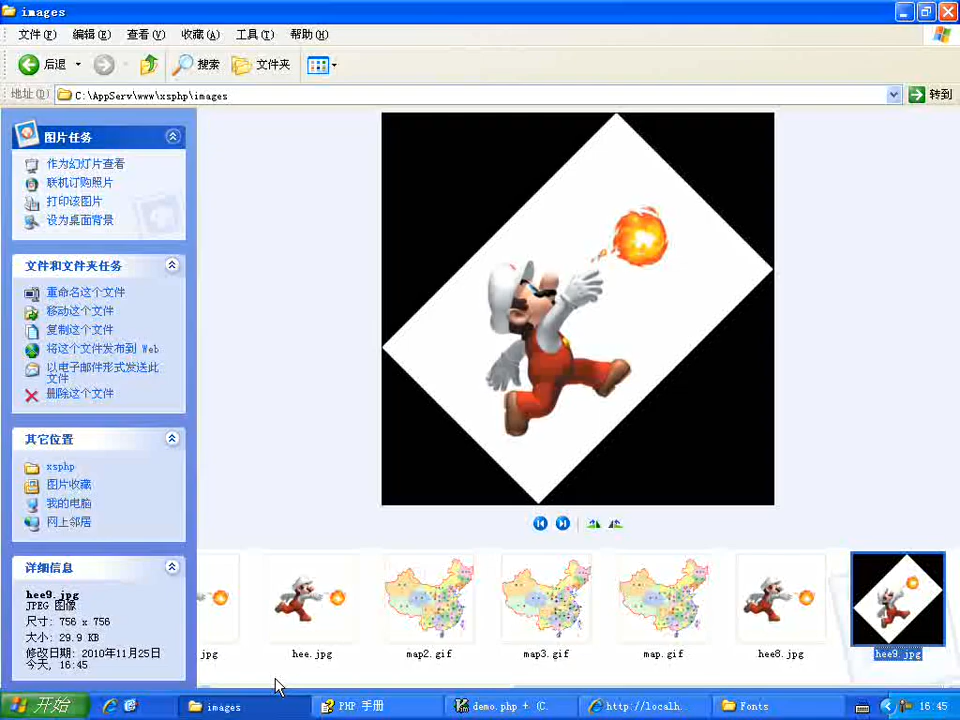 images
文件(F) 编辑(E) 查看(V) 收藏(A) 工具(T) 帮助(H)
后退 搜索 文件夹
地址(D) C:\AppServ\www\xsphp\images 转到
图片任务
作为幻灯片查看
联机订购照片
打印该图片
设为桌面背景
文件和文件夹任务
重命名这个文件
移动这个文件
复制这个文件
将这个文件发布到 Web
以电子邮件形式发送此
文件
删除这个文件
其它位置
xsphp
图片收藏
我的电脑
网上邻居
详细信息
hee9.jpg
JPEG 图像
尺寸: 756 x 756
大小: 29.9 KB
修改日期: 2010年11月25日
今天, 16:45
jpg hee.jpg map2.gif map3.gif map.gif hee8.jpg hee9.jpg
开始 images PHP 手册 demo.php + (C. http://localh. Fonts 16:45